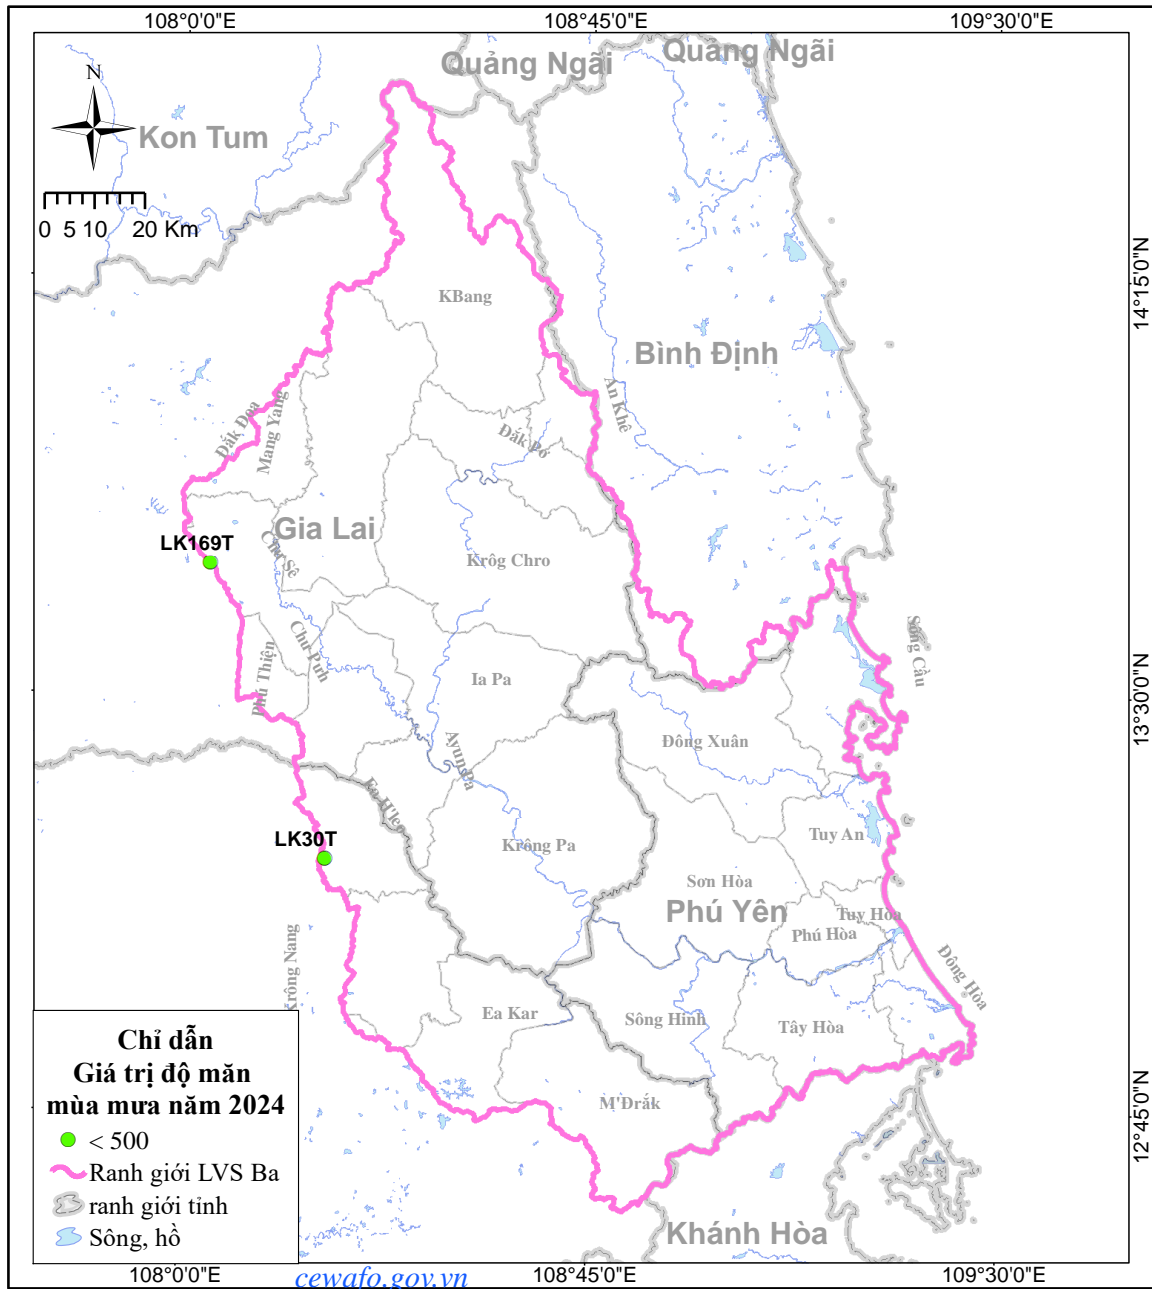 108°0'0"E
108°45'0"E
109°30'0"E
Quảng Ngãi
Quảng Ngãi
N
Kon Tum
0 5 10 20 Km
14°15'0"N
KBang
Bình Định
An Khê
Đắk Đoa
Mang Yang
Đắk Pơ
Gia Lai
LK169T
Chư Sê
Krôg Chro
Sông Cầu
Chư Pưh
Phú Thiện
Ia Pa
13°30'0"N
Đông Xuân
Ayun Pa
Ea H'leo
LK30T
Krông Pa
Tuy An
Sơn Hòa
Phú Yên
Tuy Hòa
Phú Hòa
Đông Hòa
Krông Nang
Ea Kar
Sông Hinh
Tây Hòa
M'Đrắk
12°45'0"N
Chỉ dẫn
Giá trị độ mặn
mùa mưa năm 2024
< 500
Ranh giới LVS Ba
ranh giới tỉnh
Sông, hồ
Khánh Hòa
108°0'0"E
cewafo.gov.vn
108°45'0"E
109°30'0"E